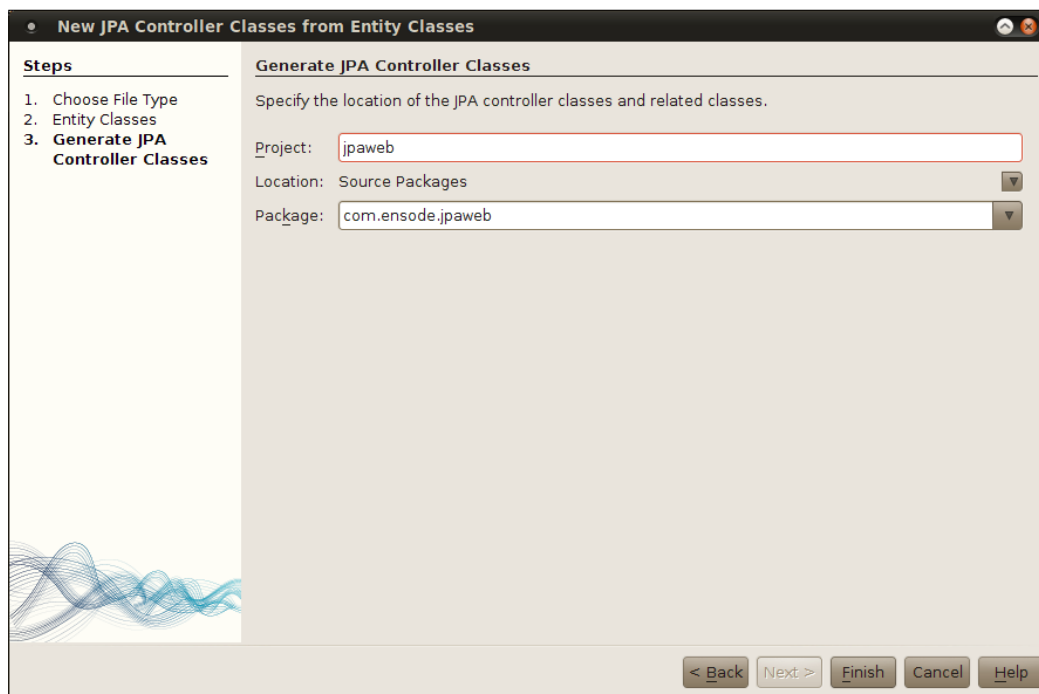 New JPA Controller Classes from Entity Classes
Steps
1. Choose File Type
2. Entity Classes
3. Generate JPA
Controller Classes
Generate JPA Controller Classes
Specify the location of the JPA controller classes and related classes.
Project: jpaweb
Location: Source Packages
Package: com.ensode.jpaweb
< Back Next > Finish Cancel Help